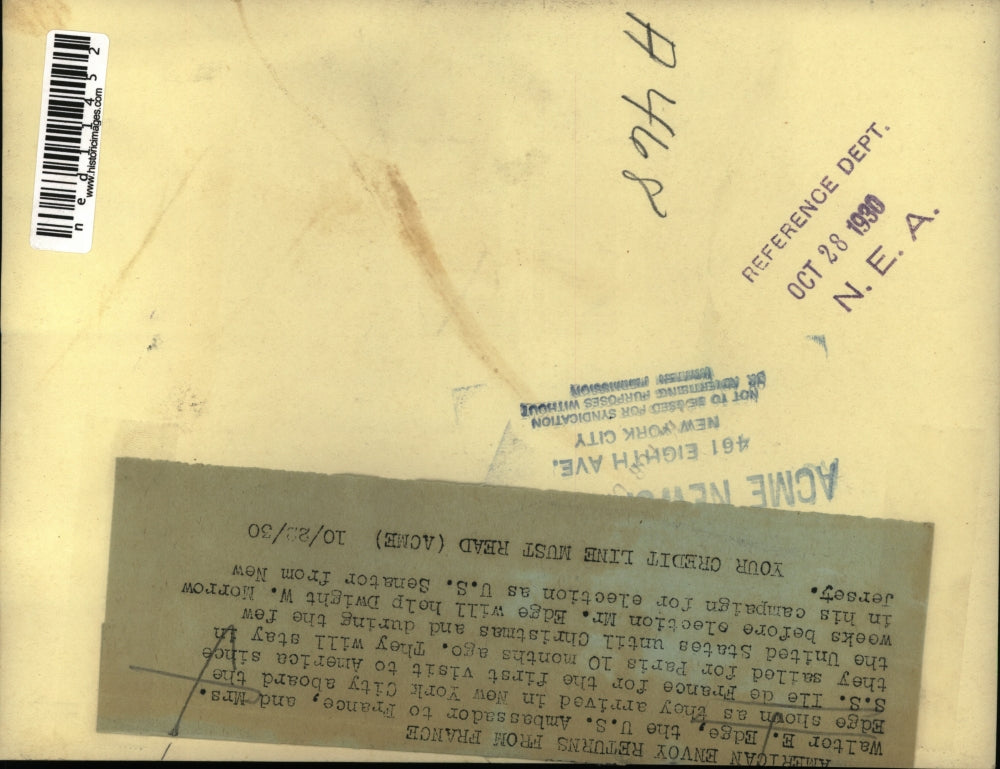 ned11452
www.historicimages.com
A468
REFERENCE DEPT.
OCT 28 1930
N. E. A.
ACME
461 EIGHTH AVE.
NEW YORK CITY
NOT TO BE USED FOR SYNDICATION
OR ADVERTISING PURPOSES WITHOUT
WRITTEN PERMISSION
AMERICAN ENVOY RETURNS FROM FRANCE
Walter E. Edge, the U.S. Ambassador to France, and Mrs.
Edge shown as they arrived in New York City aboard the
S.S. Ile de France for the first visit to America since
they sailed for Paris 10 months ago. They will stay in
the United States until Christmas and during the few
weeks before election Mr. Edge will help Dwight W. Morrow
in his campaign for election as U.S. Senator from New
Jersey.
YOUR CREDIT LINE MUST READ (ACME)